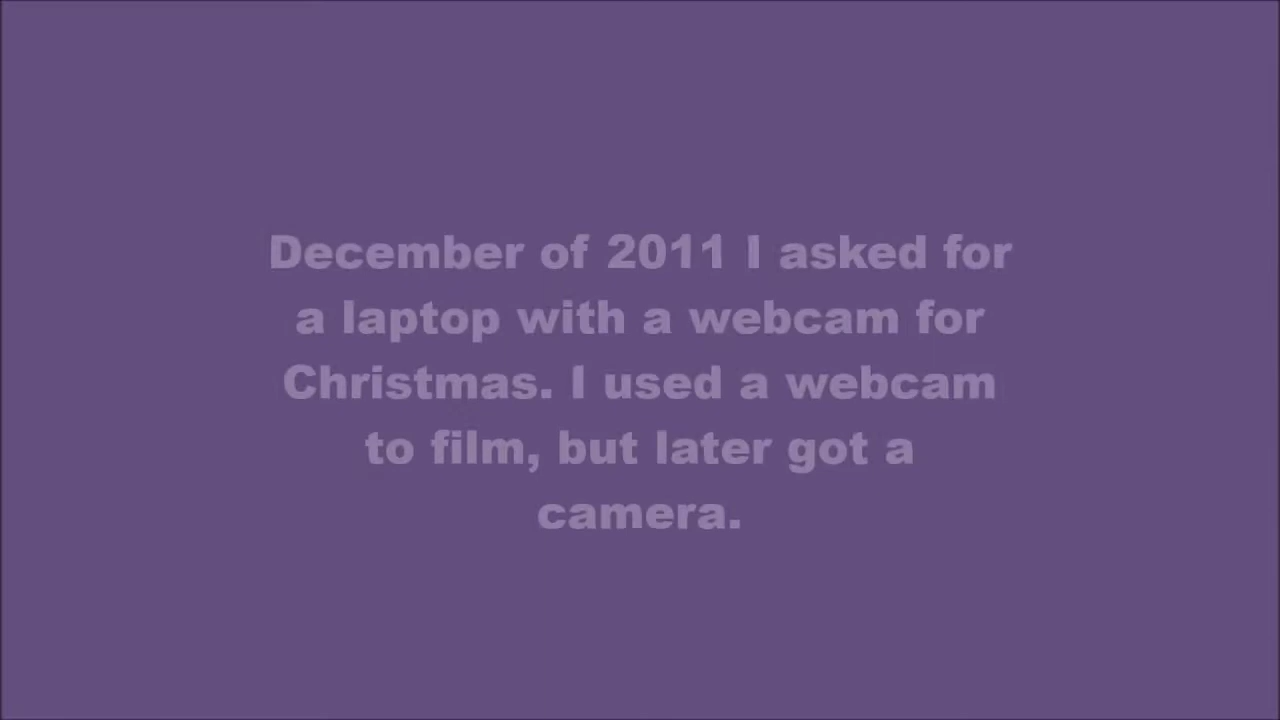 December of 2011 I asked for
a laptop with a webcam for
Christmas. I used a webcam
to film, but later got a
camera.